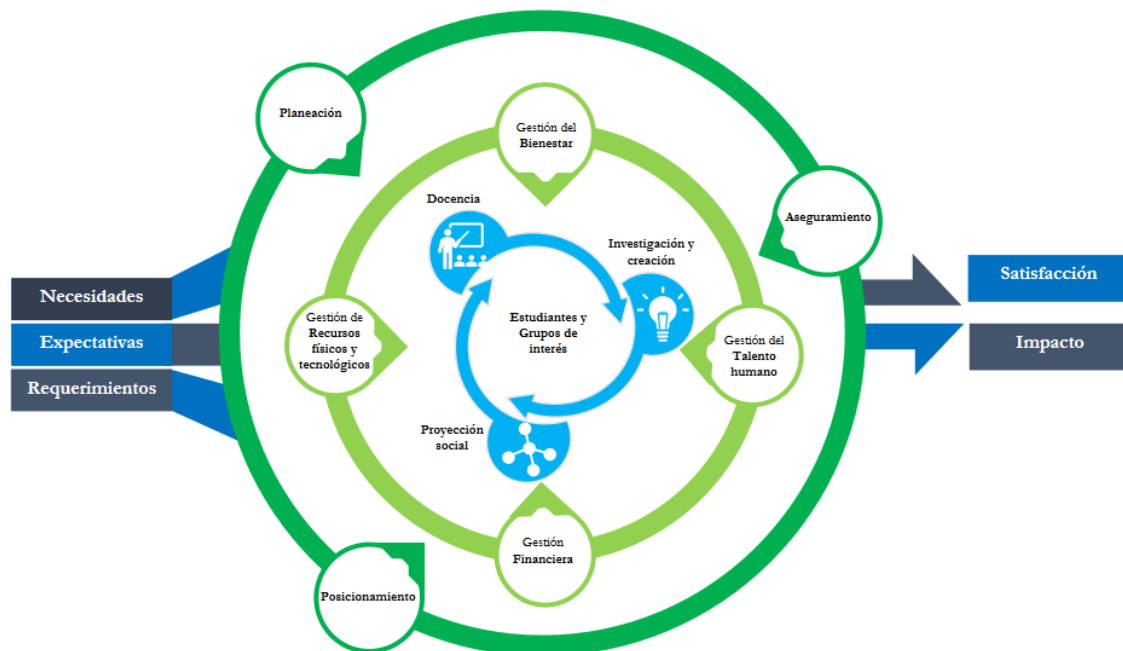 Planeación
Gestión del
Bienestar
Docencia
Aseguramiento
Investigación y
creación
Necesidades
Expectativas
Requerimientos
Satisfacción
Impacto
Gestión de
Recursos
físicos y
tecnológicos
Estudiantes y
Grupos de
interés
Gestión del
Talento
humano
Proyección
social
Gestión
Financiera
Posicionamiento